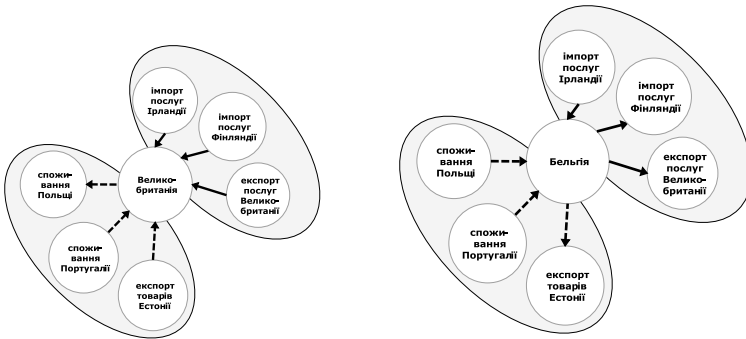 імпорт
послуг
Ірландії
імпорт
послуг
Фінляндії
Велико-
британія
експорт
послуг
Велико-
британії
спожи-
вання
Польщі
спожи-
вання
Португалії
експорт
товарів
Естонії
імпорт
послуг
Ірландії
імпорт
послуг
Фінляндії
Бельгія
експорт
послуг
Велико-
британії
спожи-
вання
Польщі
спожи-
вання
Португалії
експорт
товарів
Естонії